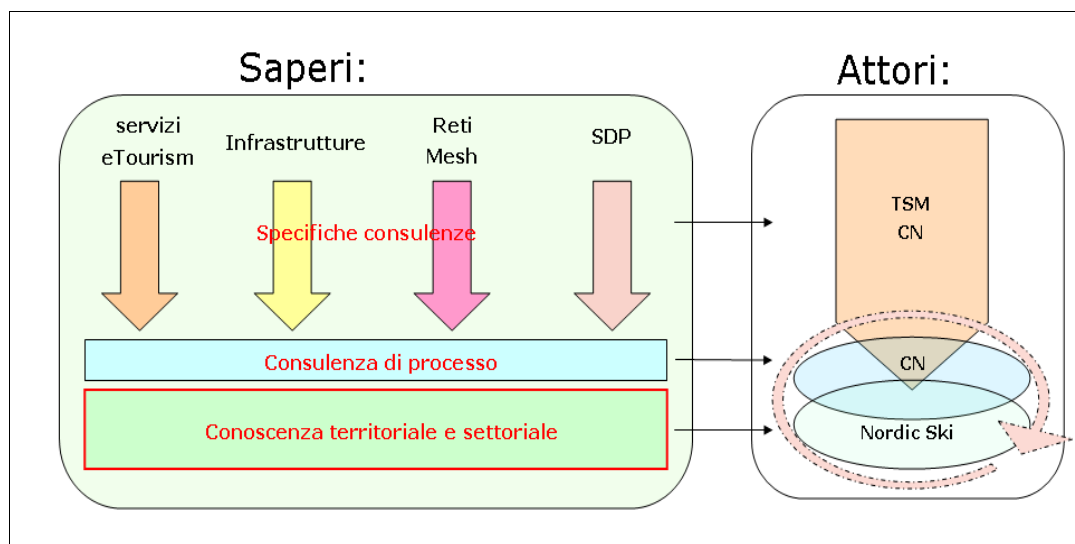 Saperi:
servizi
eTourism
Infrastrutture
Reti
Mesh
SDP
Specifiche consulenze
Consulenza di processo
Conoscenza territoriale e settoriale
Attori:
TSM
CN
CN
Nordic Ski